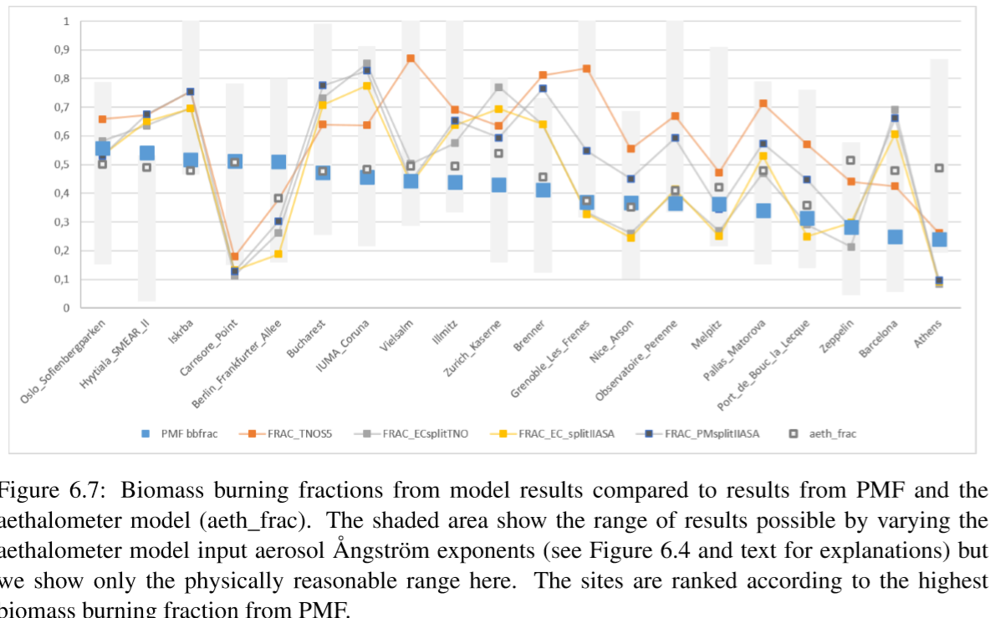 1
0,9
0,8
0,7
0,6
0,5
0,4
0,3
0,2
0,1
0
Oslo_Sofienbergparken
Hyytiala_SMEAR_II
Iskrba
Carnsore_Point
Berlin_Frankfurter_Allee
Bucharest
IUMA_Coruna
Vielsalm
Illmitz
Zurich_Kaserne
Brenner
Grenoble_Les_Frenes
Nice_Arson
Observatoire_Perenne
Melpitz
Pallas_Matorova
Port_de_Bouc_la_Lecque
Zeppelin
Barcelona
Athens
PMF bbfrac FRAC_TNOS5 FRAC_ECsplitTNO FRAC_EC_splitIIASA FRAC_PMsplitIIASA aeth_frac
Figure 6.7: Biomass burning fractions from model results compared to results from PMF and the
aethalometer model (aeth_frac). The shaded area show the range of results possible by varying the
aethalometer model input aerosol Ångström exponents (see Figure 6.4 and text for explanations) but
we show only the physically reasonable range here. The sites are ranked according to the highest
biomass burning fraction from PMF.